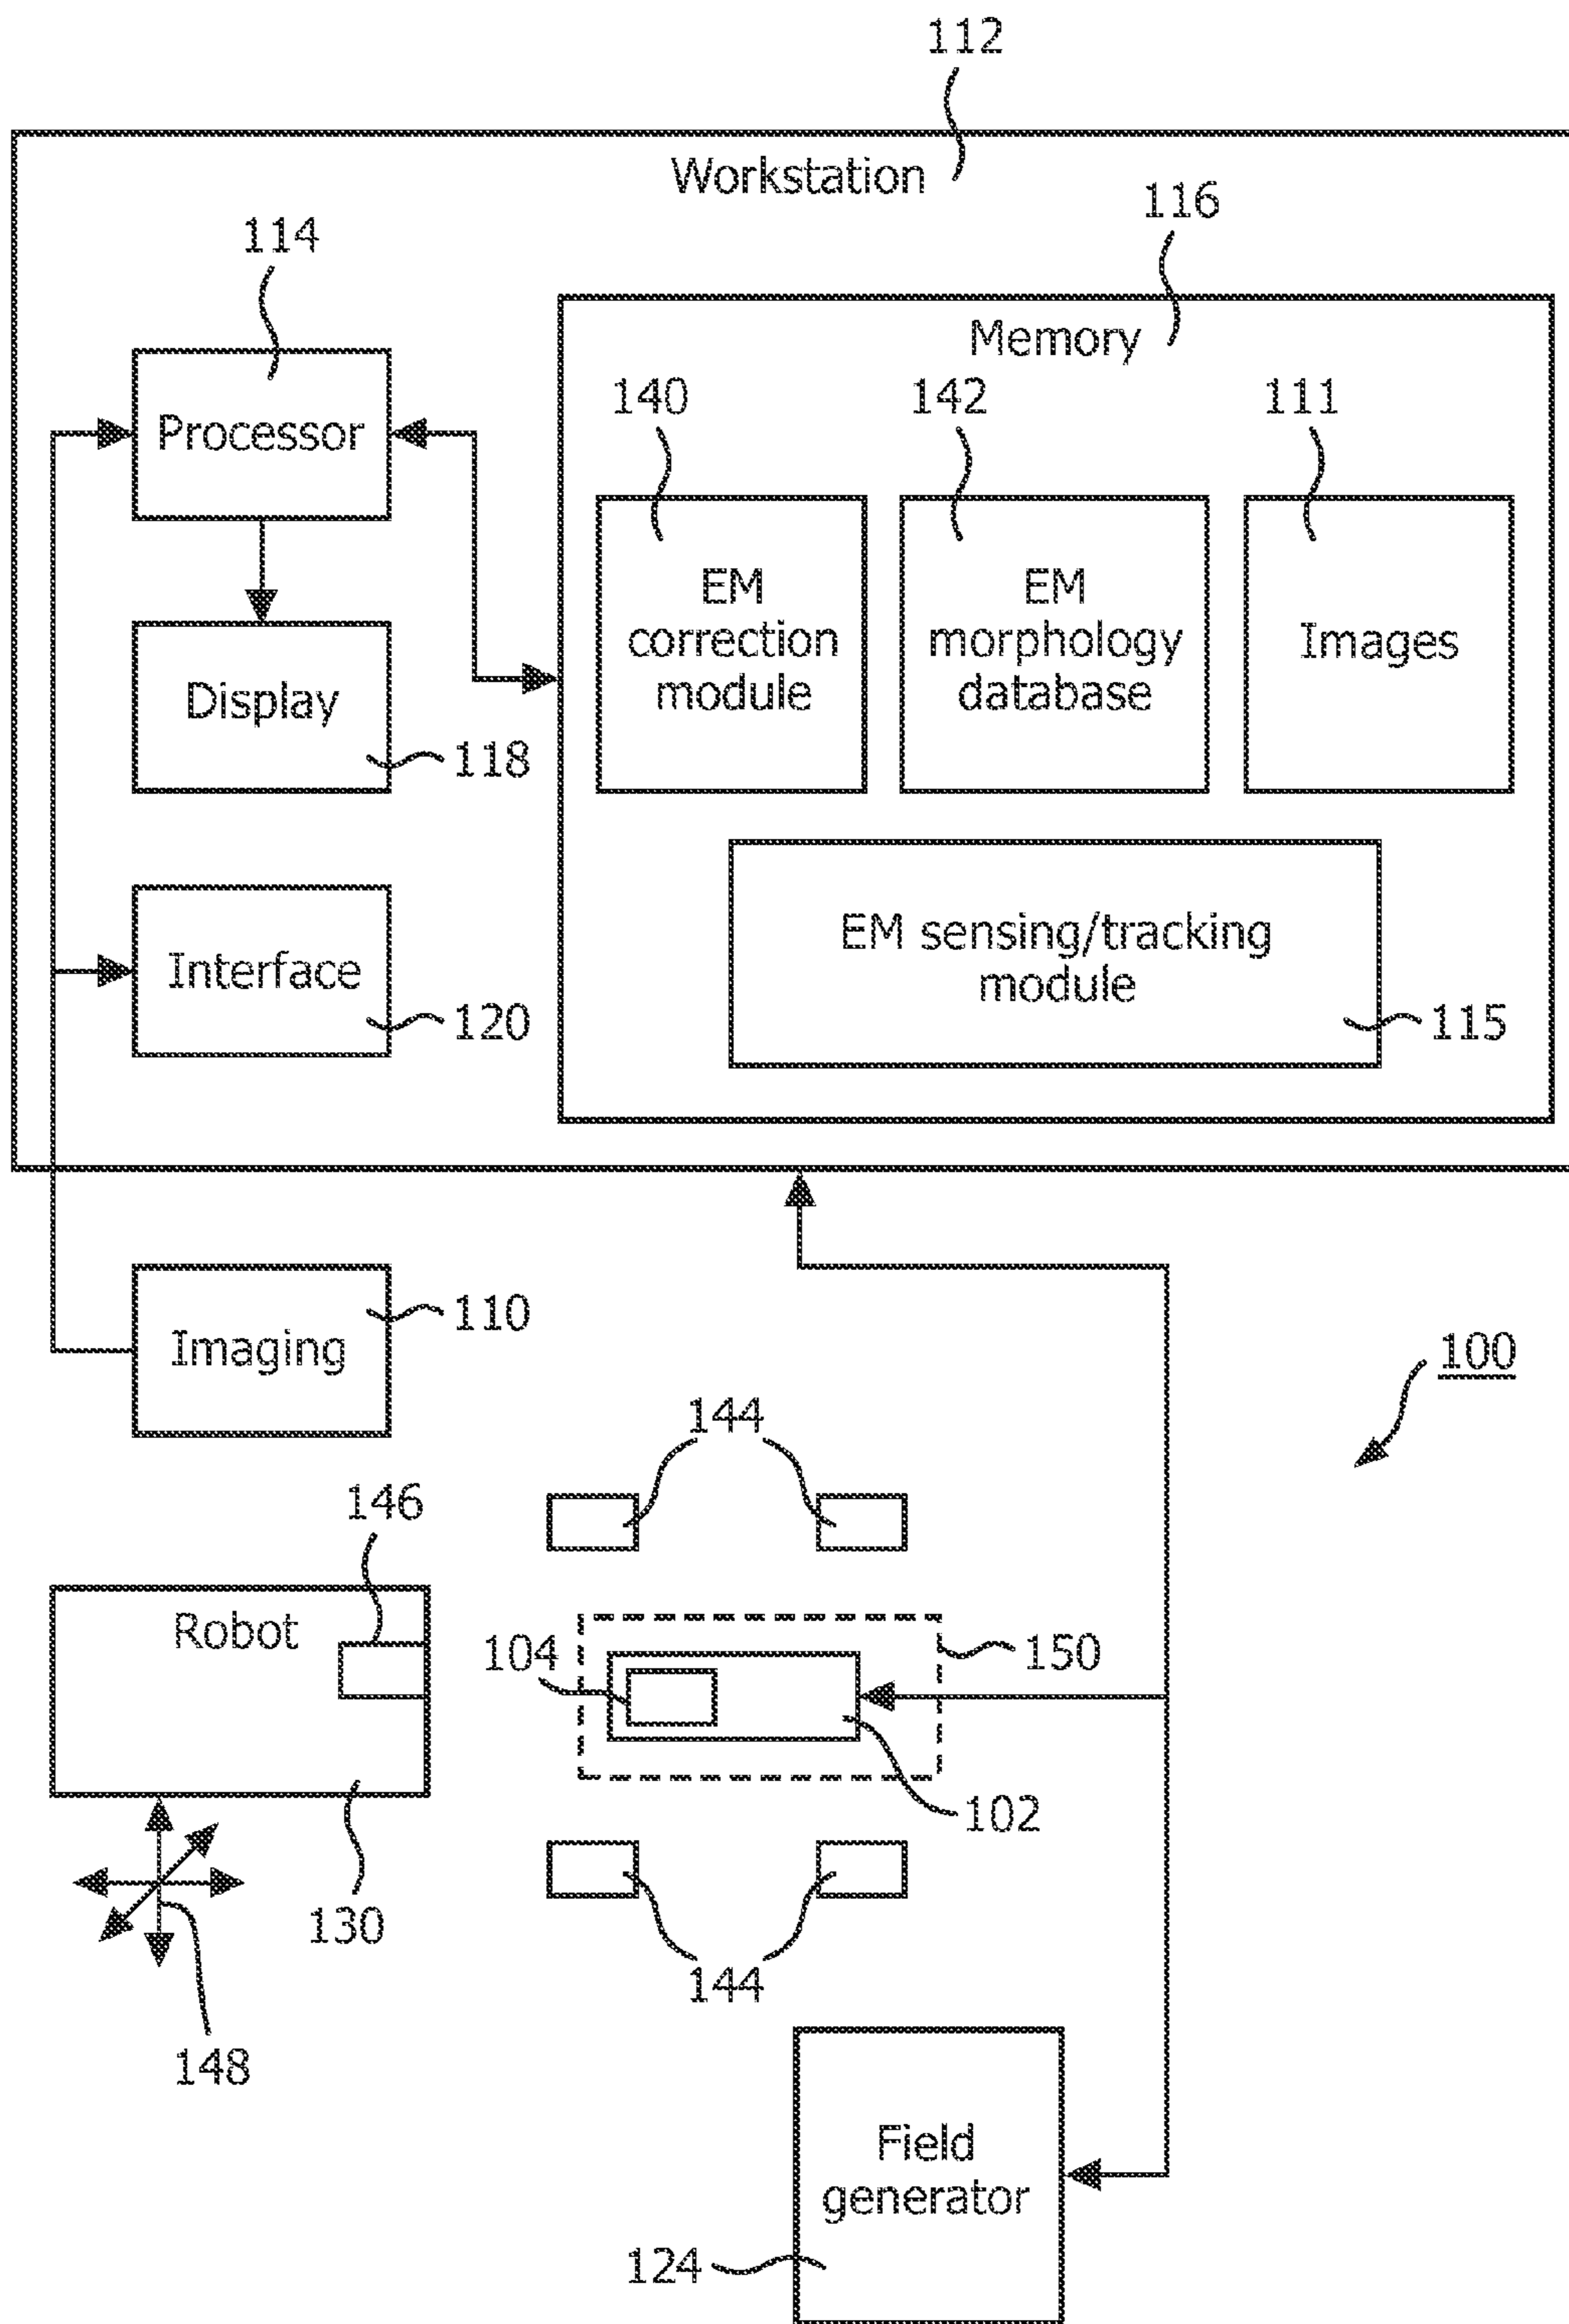 112
Workstation
116
114
Memory
140
142
111
Processor
EM
correction
module
EM
morphology
database
Images
Display
118
EM sensing/tracking
module
Interface
120
115
110
Imaging
100
144
146
Robot
104
150
102
130
144
148
Field
generator
124